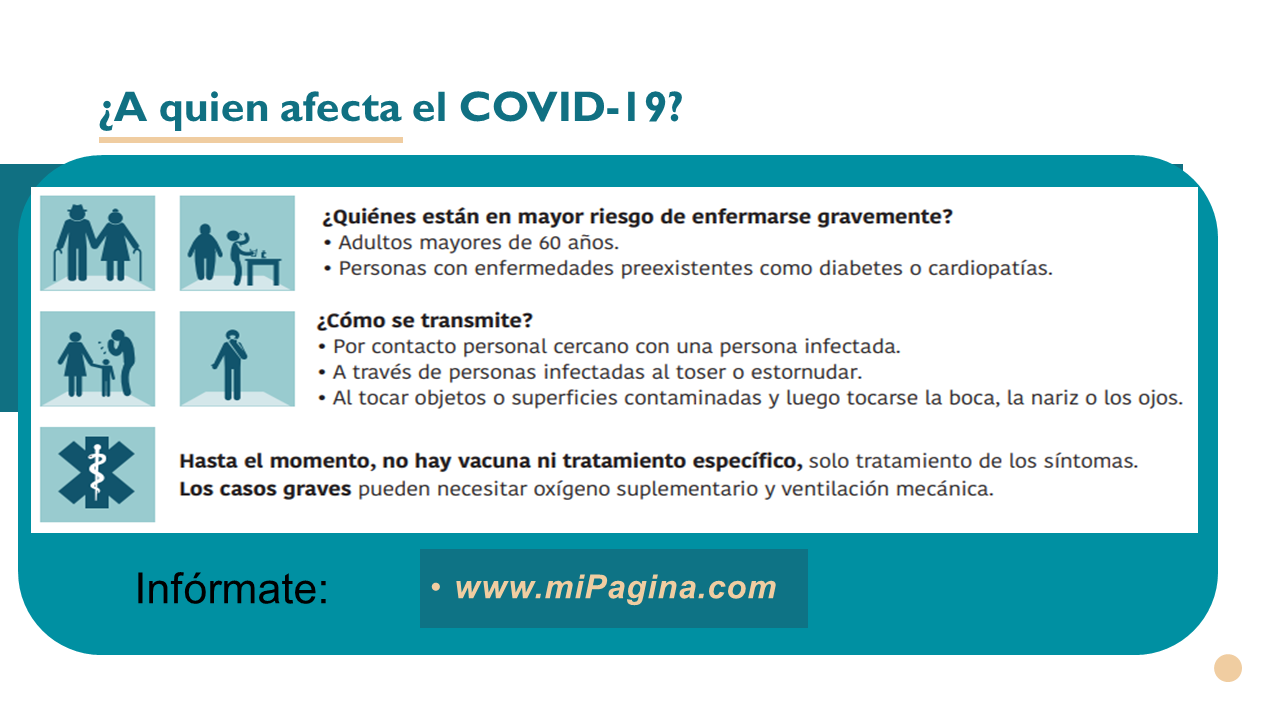 ¿A quien afecta el COVID-19?
¿Quiénes están en mayor riesgo de enfermarse gravemente?
• Adultos mayores de 60 años.
• Personas con enfermedades preexistentes como diabetes o cardiopatías.
¿Cómo se transmite?
• Por contacto personal cercano con una persona infectada.
• A través de personas infectadas al toser o estornudar.
• Al tocar objetos o superficies contaminadas y luego tocarse la boca, la nariz o los ojos.
Hasta el momento, no hay vacuna ni tratamiento específico, solo tratamiento de los síntomas.
Los casos graves pueden necesitar oxígeno suplementario y ventilación mecánica.
Infórmate:
• www.miPagina.com